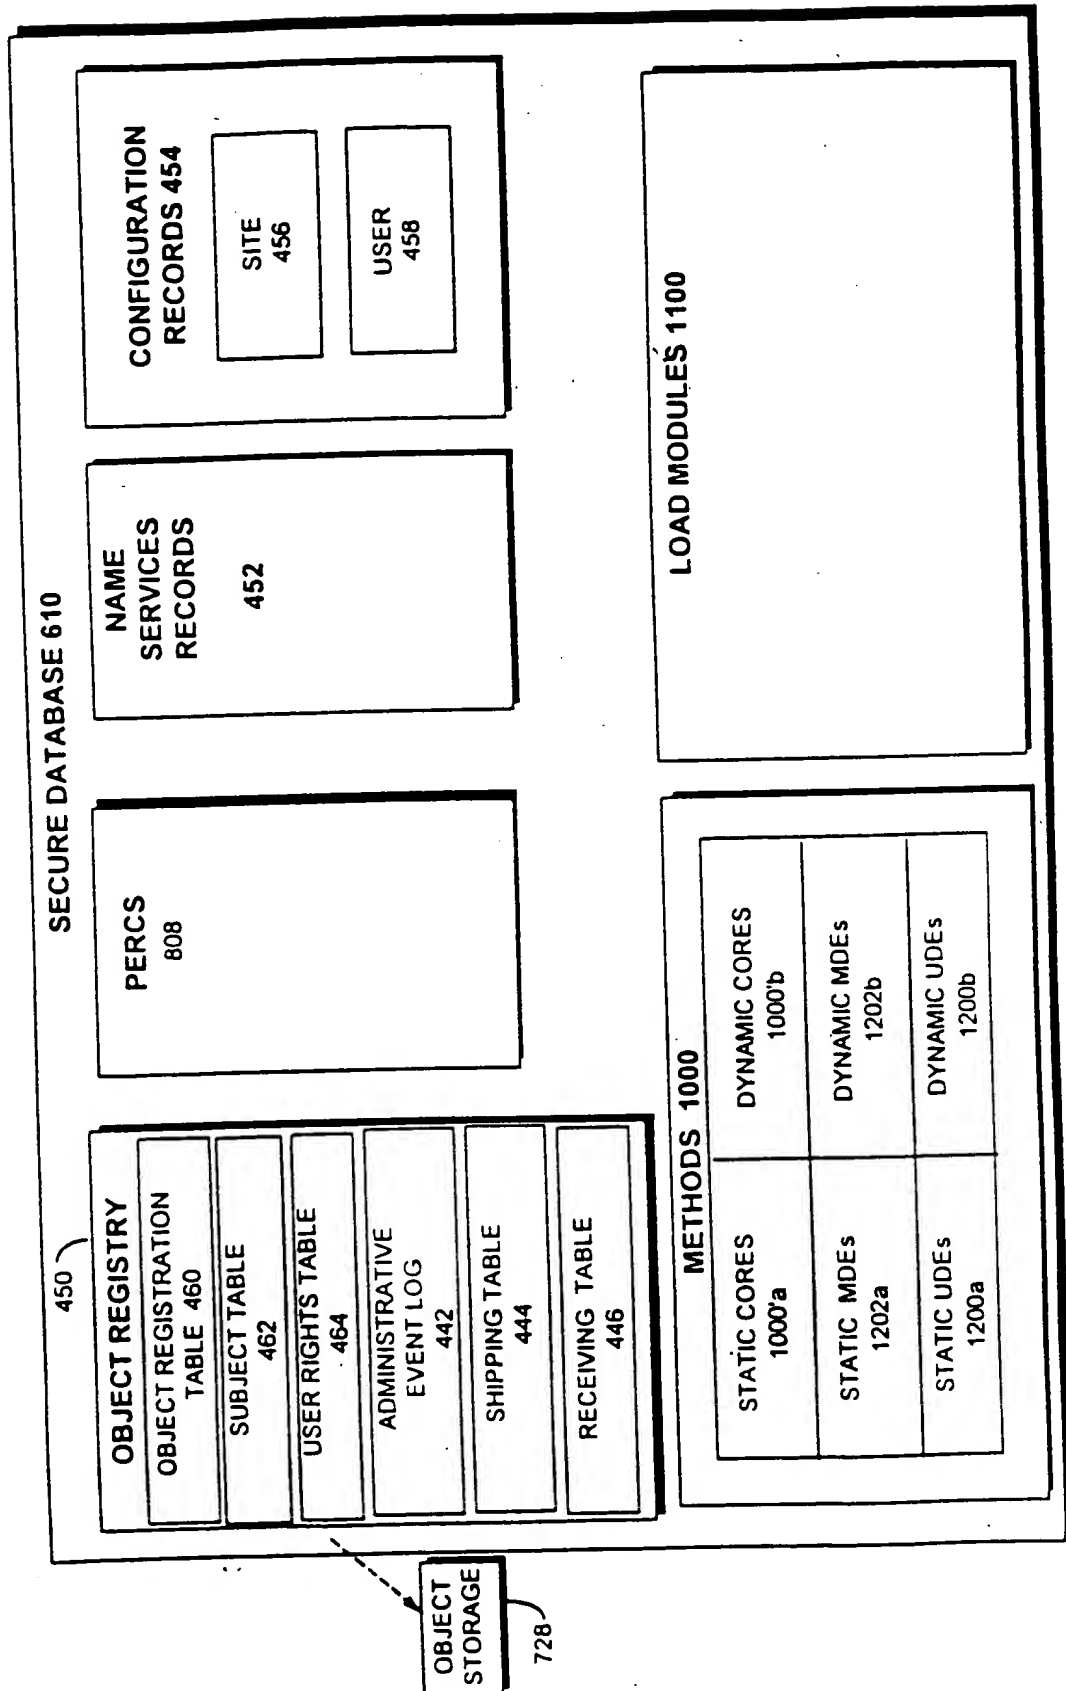 SECURE DATABASE 610
450
OBJECT REGISTRY
OBJECT REGISTRATION
TABLE 460
SUBJECT TABLE
462
USER RIGHTS TABLE
464
ADMINISTRATIVE
EVENT LOG
442
SHIPPING TABLE
444
RECEIVING TABLE
446
OBJECT
STORAGE
728
PERCS
808
NAME
SERVICES
RECORDS
452
CONFIGURATION
RECORDS 454
SITE
456
USER
458
METHODS 1000
STATIC CORES
1000'a
DYNAMIC CORES
1000'b
STATIC MDEs
1202a
DYNAMIC MDEs
1202b
STATIC UDEs
1200a
DYNAMIC UDEs
1200b
LOAD MODULES 1100